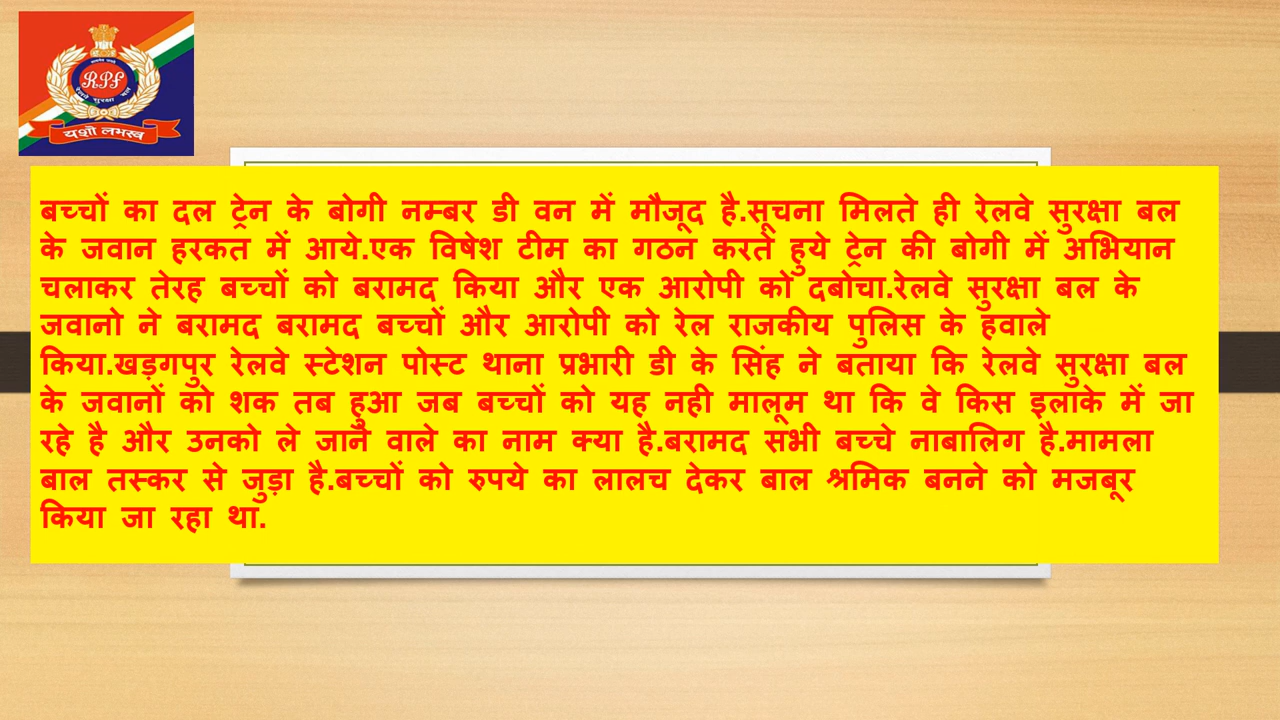 RPF
यशो लभस्व
बच्चों का दल ट्रेन के बोगी नम्बर डी वन में मौजूद है.सूचना मिलते ही रेलवे सुरक्षा बल
के जवान हरकत में आये.एक विषेश टीम का गठन करते हुये ट्रेन की बोगी में अभियान
चलाकर तेरह बच्चों को बरामद किया और एक आरोपी को दबोचा.रेलवे सुरक्षा बल के
जवानो ने बरामद बरामद बच्चों और आरोपी को रेल राजकीय पुलिस के हवाले
किया.खड़गपुर रेलवे स्टेशन पोस्ट थाना प्रभारी डी के सिंह ने बताया कि रेलवे सुरक्षा बल
के जवानों को शक तब हुआ जब बच्चों को यह नही मालूम था कि वे किस इलाके में जा
रहे है और उनको ले जाने वाले का नाम क्या है.बरामद सभी बच्चे नाबालिग है.मामला
बाल तस्कर से जुड़ा है.बच्चों को रुपये का लालच देकर बाल श्रमिक बनने को मजबूर
किया जा रहा था.